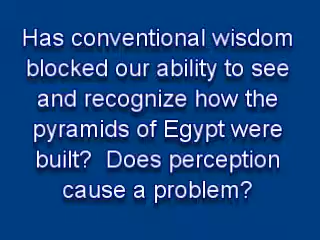 Has conventional wisdom
blocked our ability to see
and recognize how the
pyramids of Egypt were
built?  Does perception
cause a problem?